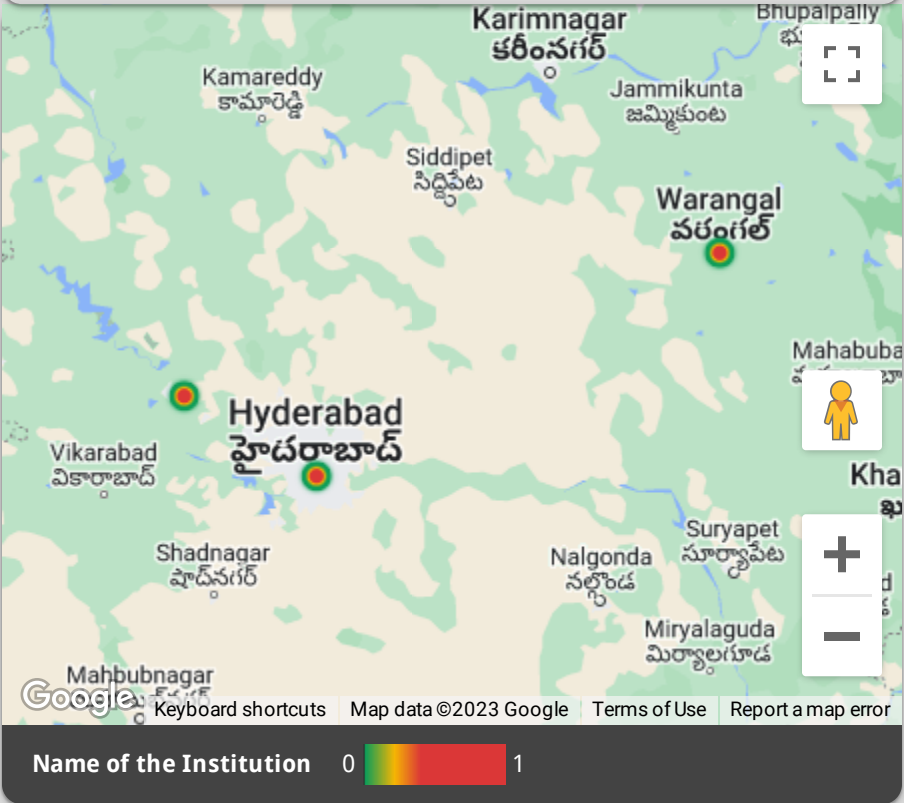 Bhupalpally
Karimnagar
కరీంనగర్
Kamareddy
కామారెడ్డి
Jammikunta
జమ్మికుంట
Siddipet
సిద్దిపేట
Warangal
వరంగల్
Mahabuba
Hyderabad
హైదరాబాద్
Vikarabad
వికారాబాద్
Kha
Suryapet
సూర్యాపేట
Shadnagar
షాద్‌నగర్
Nalgonda
నల్గొండ
Miryalaguda
మిర్యాలగూడ
Mahbubnagar
Google
Keyboard shortcuts Map data ©2023 Google Terms of Use Report a map error
Name of the Institution 0 1